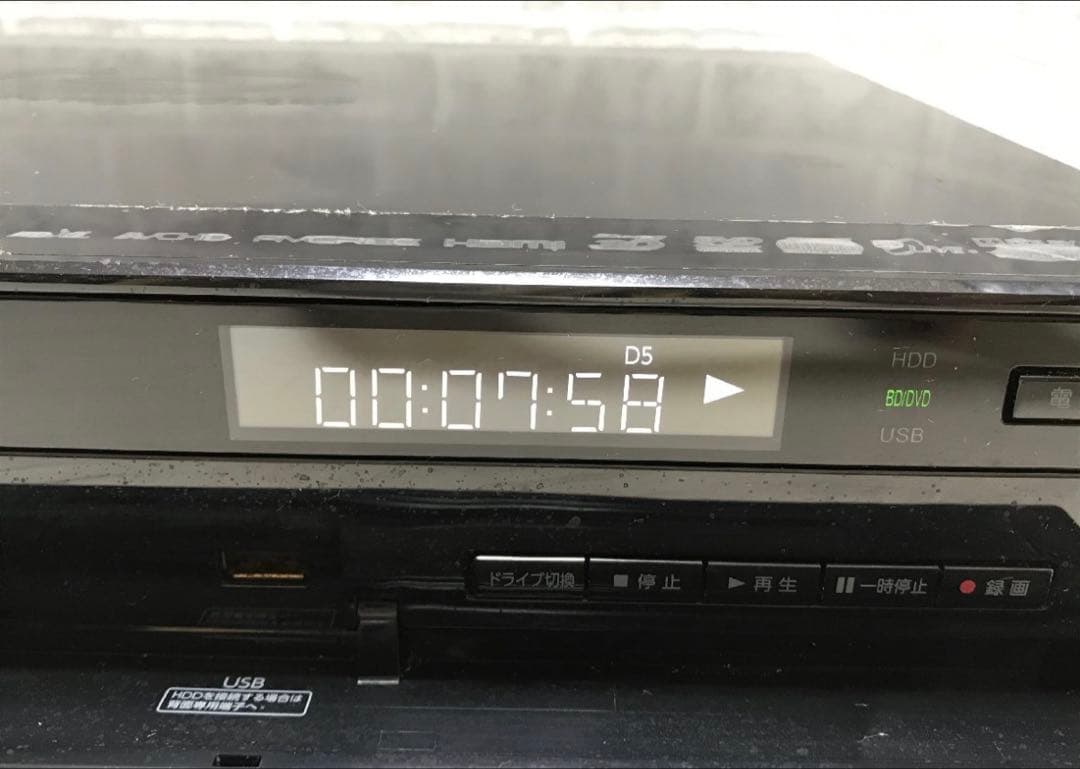 AVCHD
HDMI
D5
00:07:58
HDD
BD/DVD
USB
電
ドライブ切換
■ 停止
▶ 再生
一時停止
● 録画
USB
HDDを接続する場合は
背面専用端子へ。